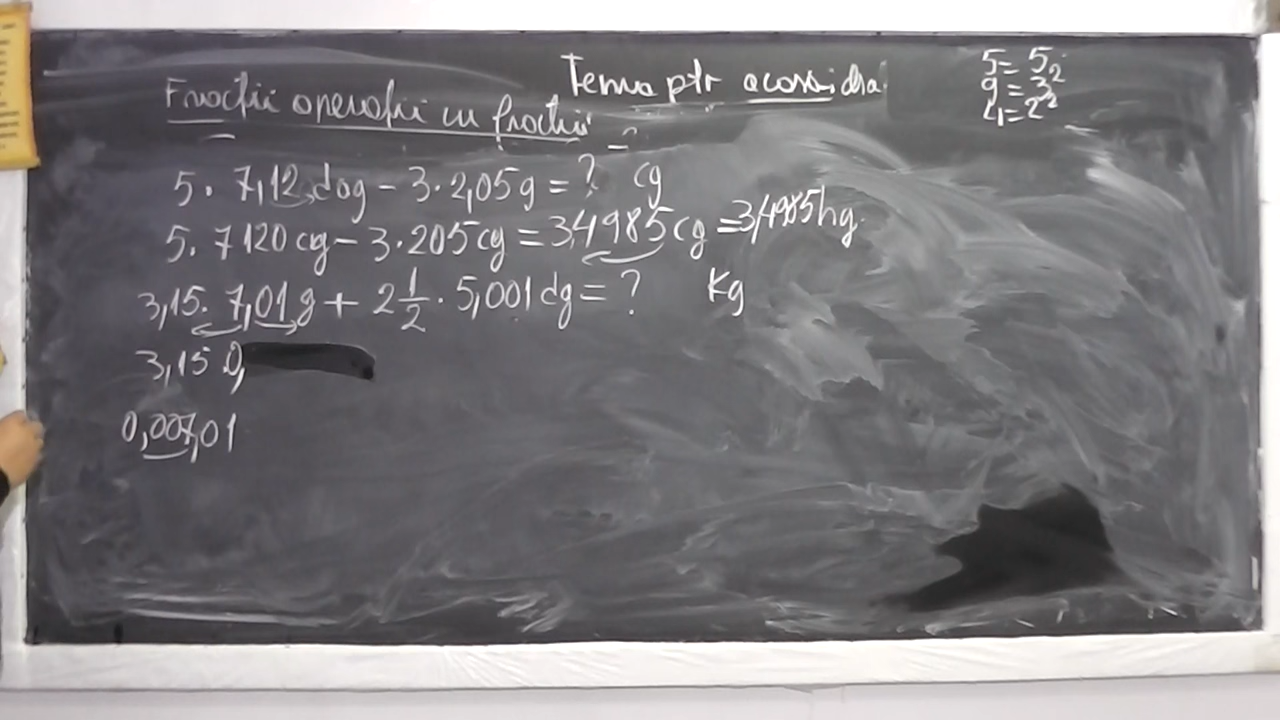 Tema ptr acasă
5= 5
9= 3²
4=2²
Fracții operații cu fracții
5. 7,12 dag - 3.2,05g = ? cg
5. 7120 cg - 3.205 cg = 34985 cg = 3,4985 hg.
3,15. 7,01 g + 2 1/2 . 5,001 dg = ? Kg
3,15 0,
0,007,01